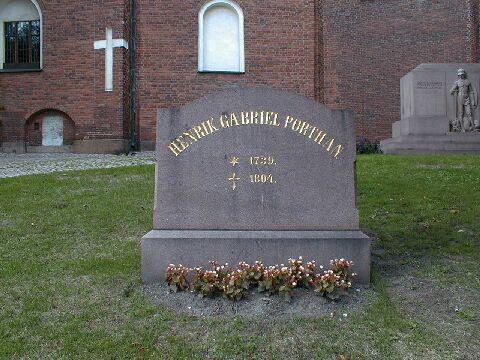 HENRIK GABRIEL PORTHAN
* 1739.
† 1804.